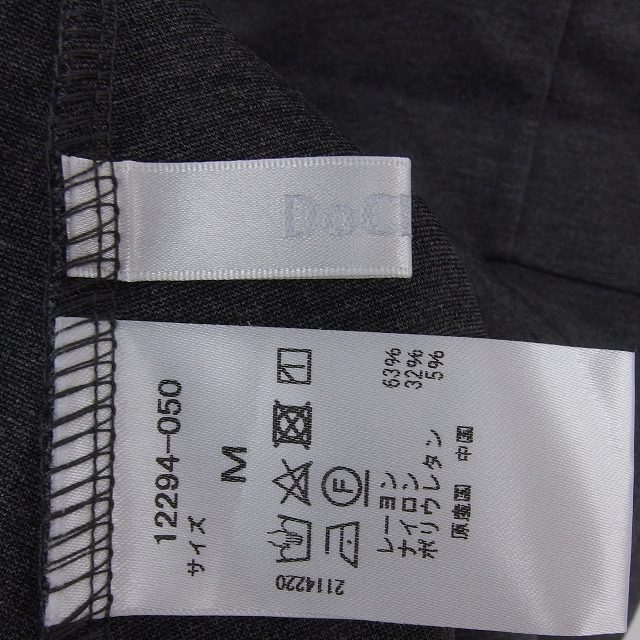 DoCl
12294-050
サイズ M
2114220
レーヨン 63%
ナイロン 32%
ポリウレタン 5%
原産国 中国